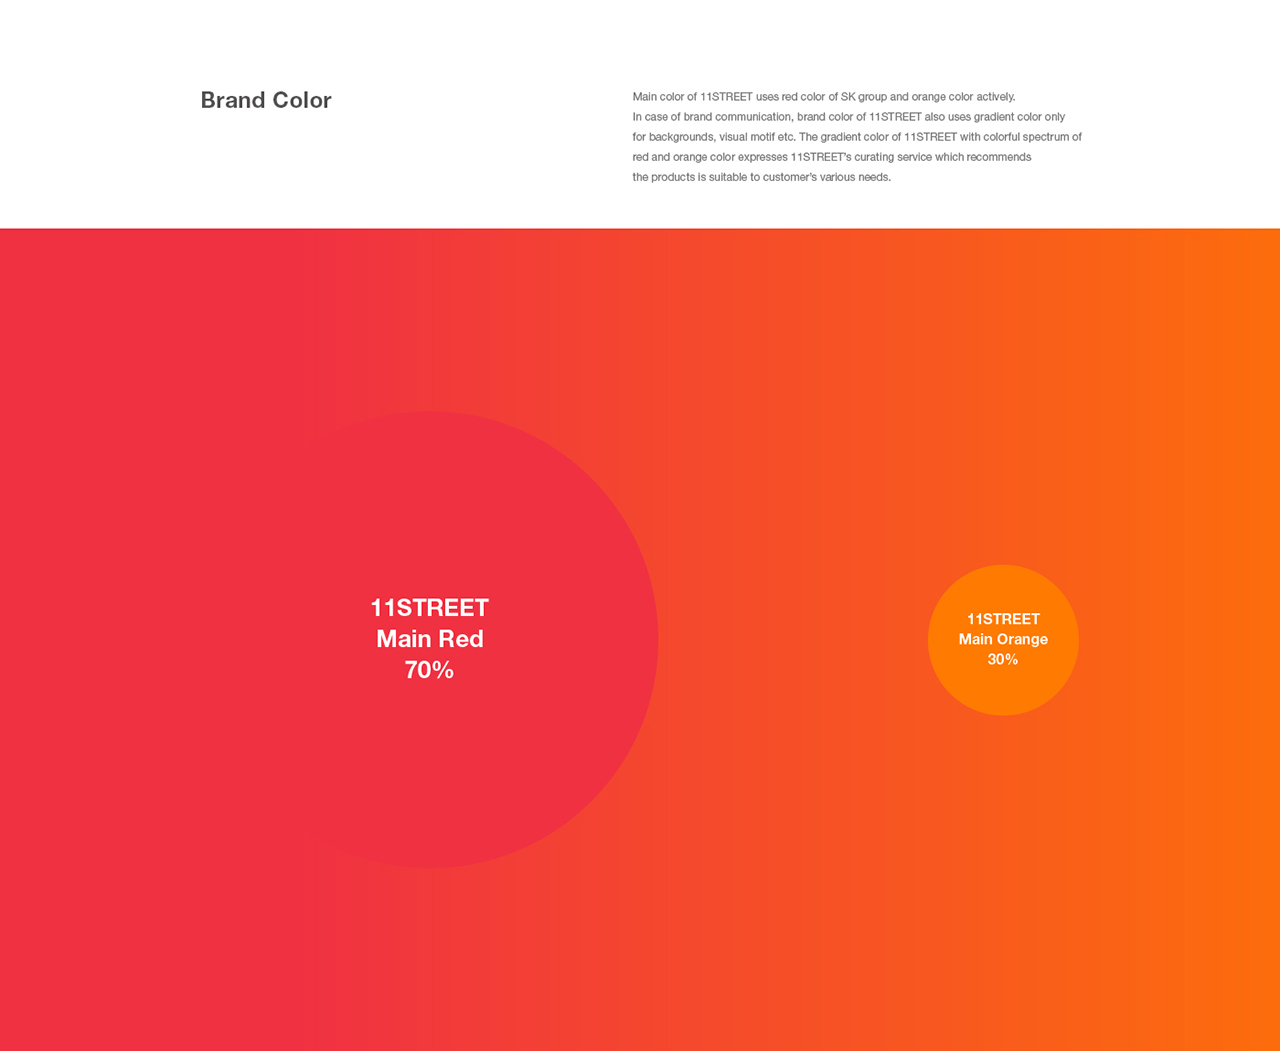 Brand Color
Main color of 11STREET uses red color of SK group and orange color actively.
In case of brand communication, brand color of 11STREET also uses gradient color only
for backgrounds, visual motif etc. The gradient color of 11STREET with colorful spectrum of
red and orange color expresses 11STREET's curating service which recommends
the products is suitable to customer's various needs.
11STREET
Main Red
70%
11STREET
Main Orange
30%